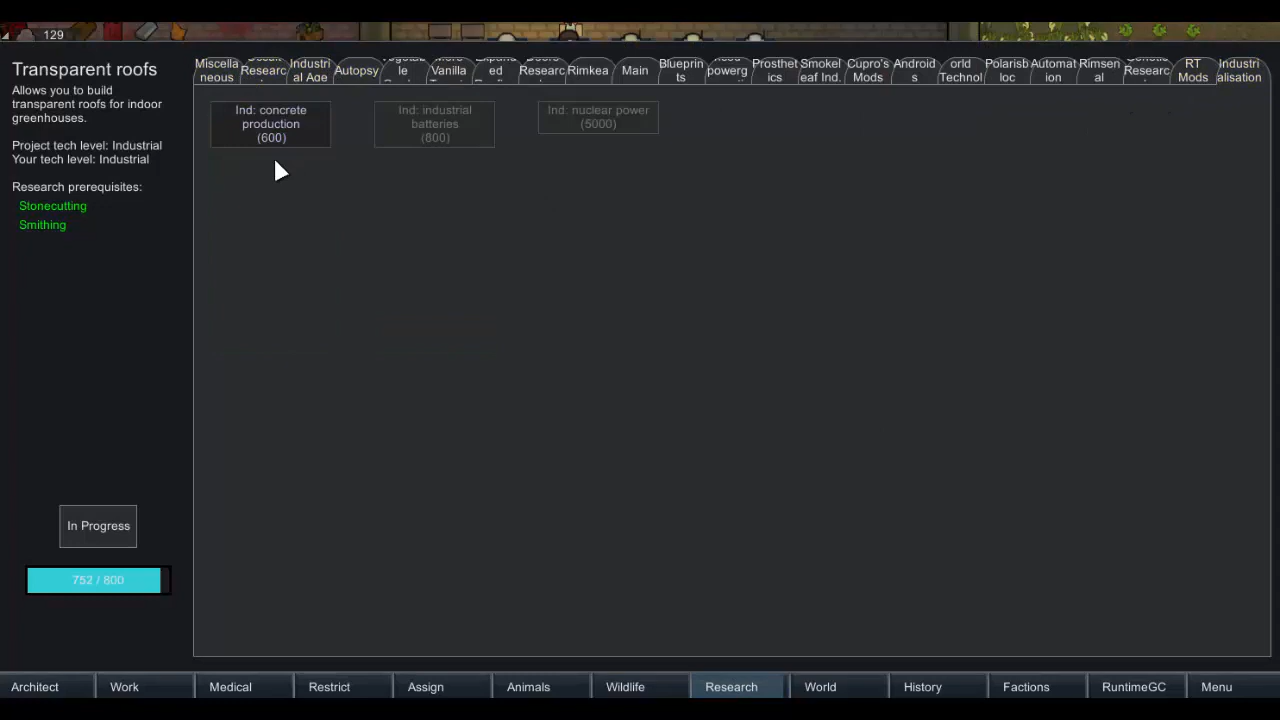 129
Transparent roofs
Allows you to build
transparent roofs for indoor
greenhouses.
Project tech level: Industrial
Your tech level: Industrial
Research prerequisites:
Stonecutting
Smithing
In Progress
752 / 800
Miscella
neous
Researc
Industri
al Age
Autopsy
le
Vanilla
ed
Researc
Rimkea
Main
Blueprin
ts
powerg
Prosthet
ics
Smokel
eaf Ind.
Cupro's
Mods
Android
s
orld
Technol
Polarisb
loc
Automat
ion
Rimsen
al
Researc
RT
Mods
Industri
alisation
Ind: concrete
production
(600)
Ind: industrial
batteries
(800)
Ind: nuclear power
(5000)
Architect
Work
Medical
Restrict
Assign
Animals
Wildlife
Research
World
History
Factions
RuntimeGC
Menu